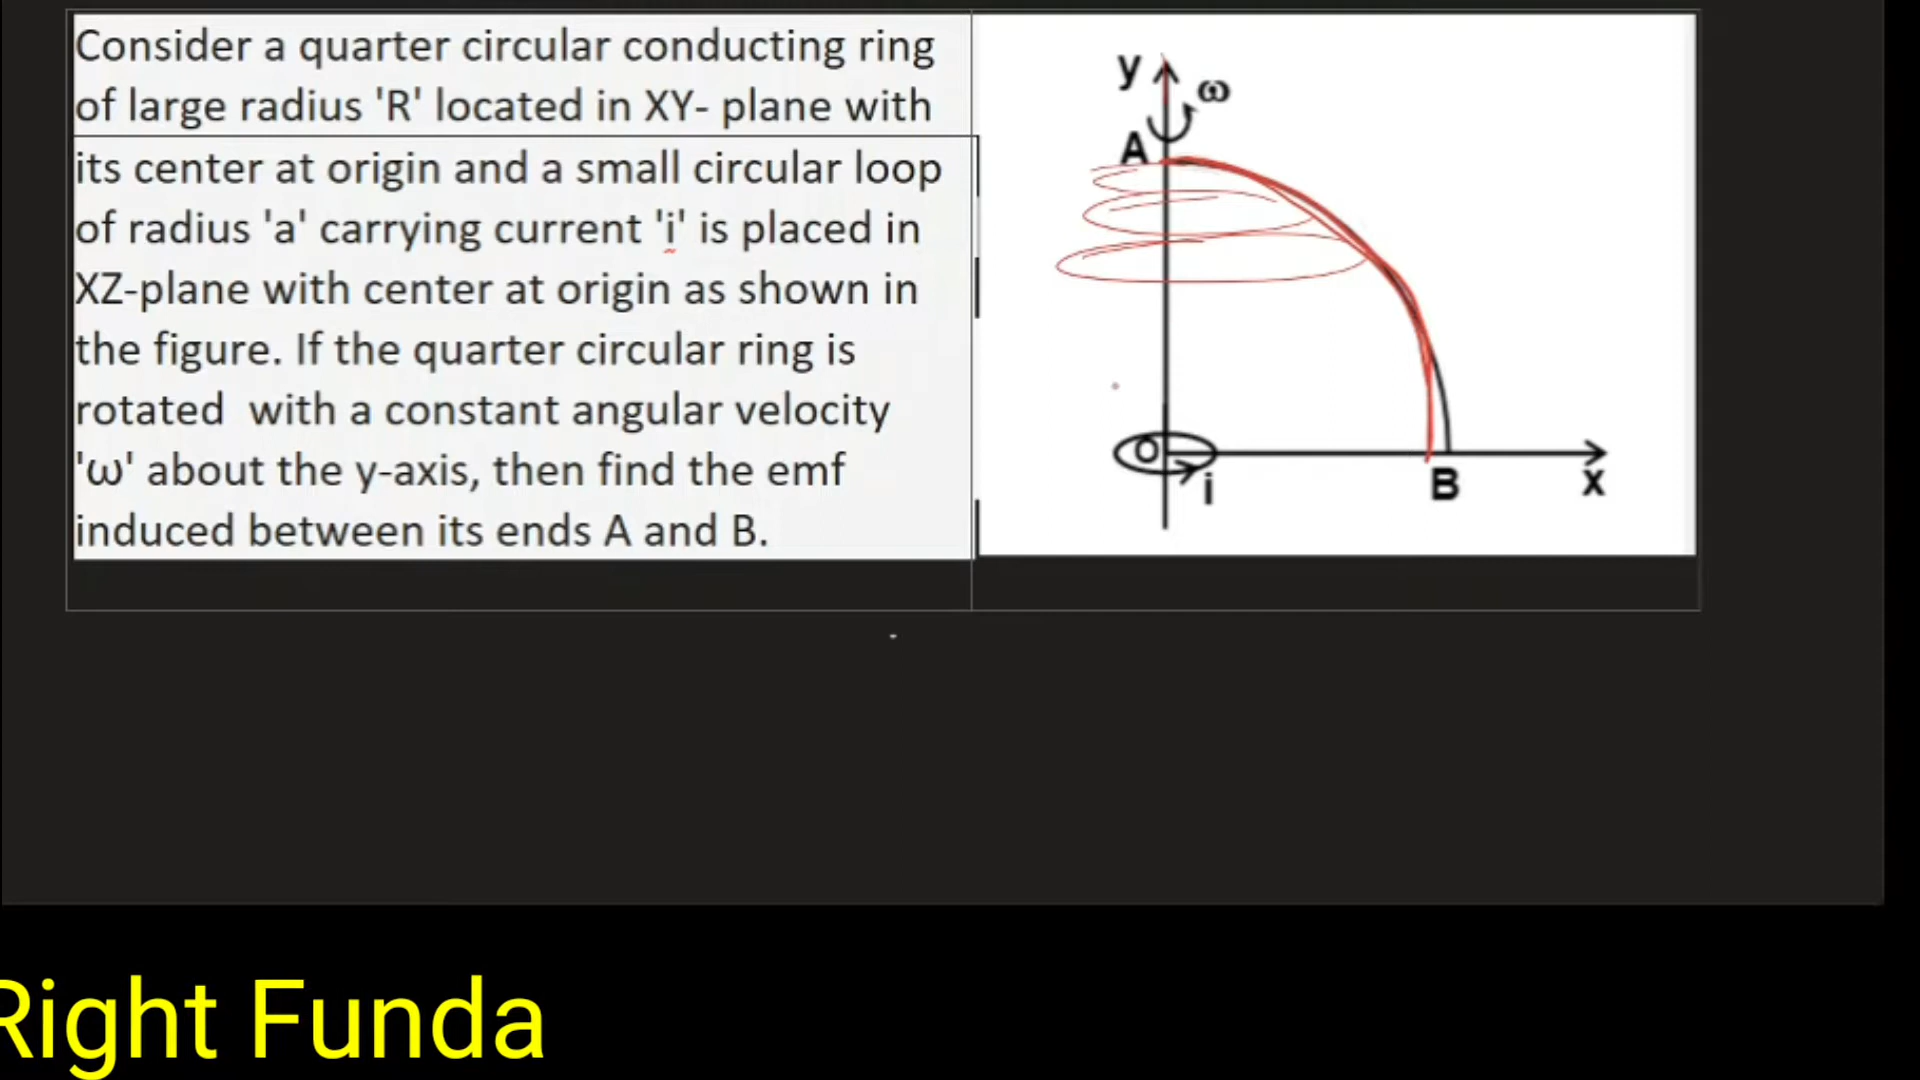 Consider a quarter circular conducting ring
of large radius 'R' located in XY- plane with
its center at origin and a small circular loop
of radius 'a' carrying current 'i' is placed in
XZ-plane with center at origin as shown in
the figure. If the quarter circular ring is
rotated with a constant angular velocity
'ω' about the y-axis, then find the emf
induced between its ends A and B.
y
ω
A
O
i
B
x
Right Funda